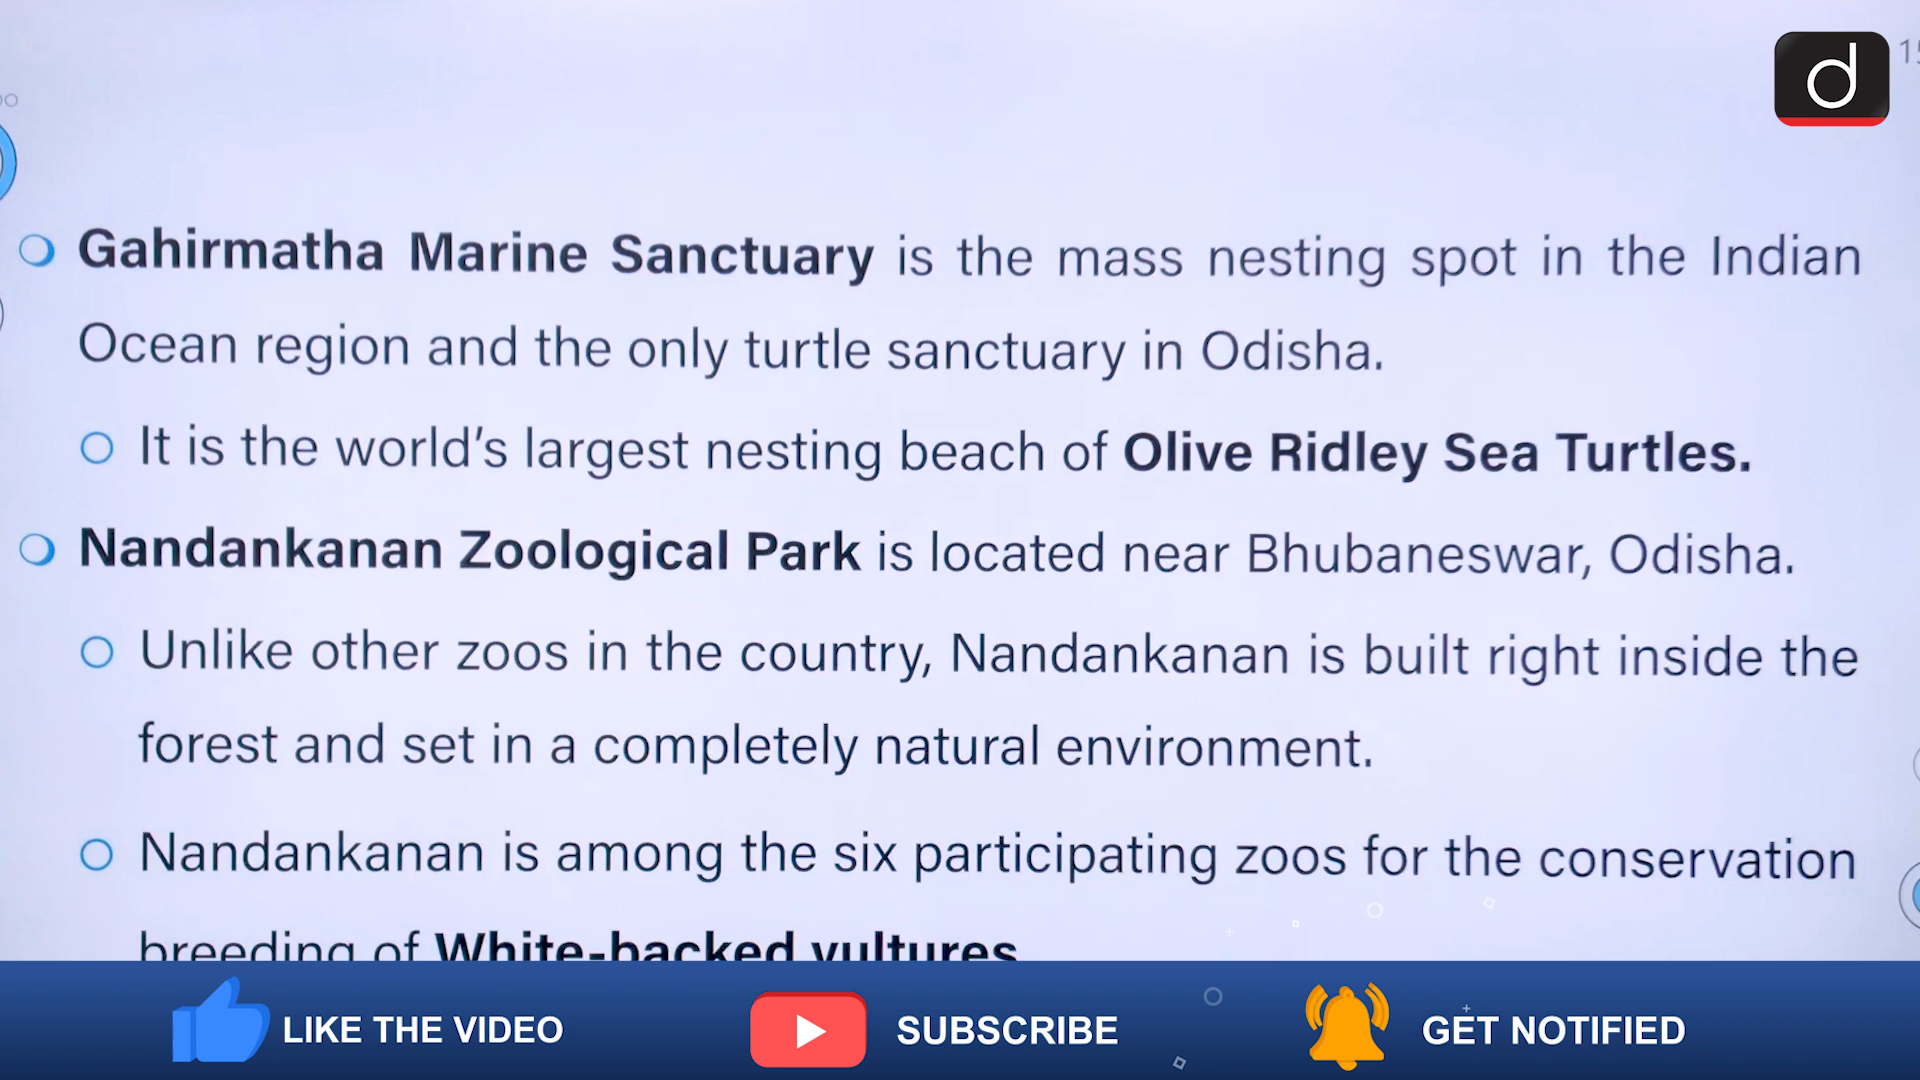 d
15
Gahirmatha Marine Sanctuary is the mass nesting spot in the Indian
Ocean region and the only turtle sanctuary in Odisha.
It is the world's largest nesting beach of Olive Ridley Sea Turtles.
Nandankanan Zoological Park is located near Bhubaneswar, Odisha.
Unlike other zoos in the country, Nandankanan is built right inside the
forest and set in a completely natural environment.
Nandankanan is among the six participating zoos for the conservation
breeding of White-backed vultures
LIKE THE VIDEO
SUBSCRIBE
GET NOTIFIED